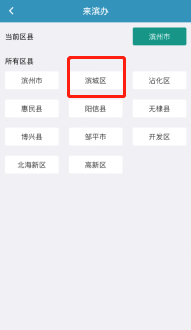 来滨办
当前区县 滨州市
所有区县
滨州市 滨城区 沾化区
惠民县 阳信县 无棣县
博兴县 邹平市 开发区
北海新区 高新区